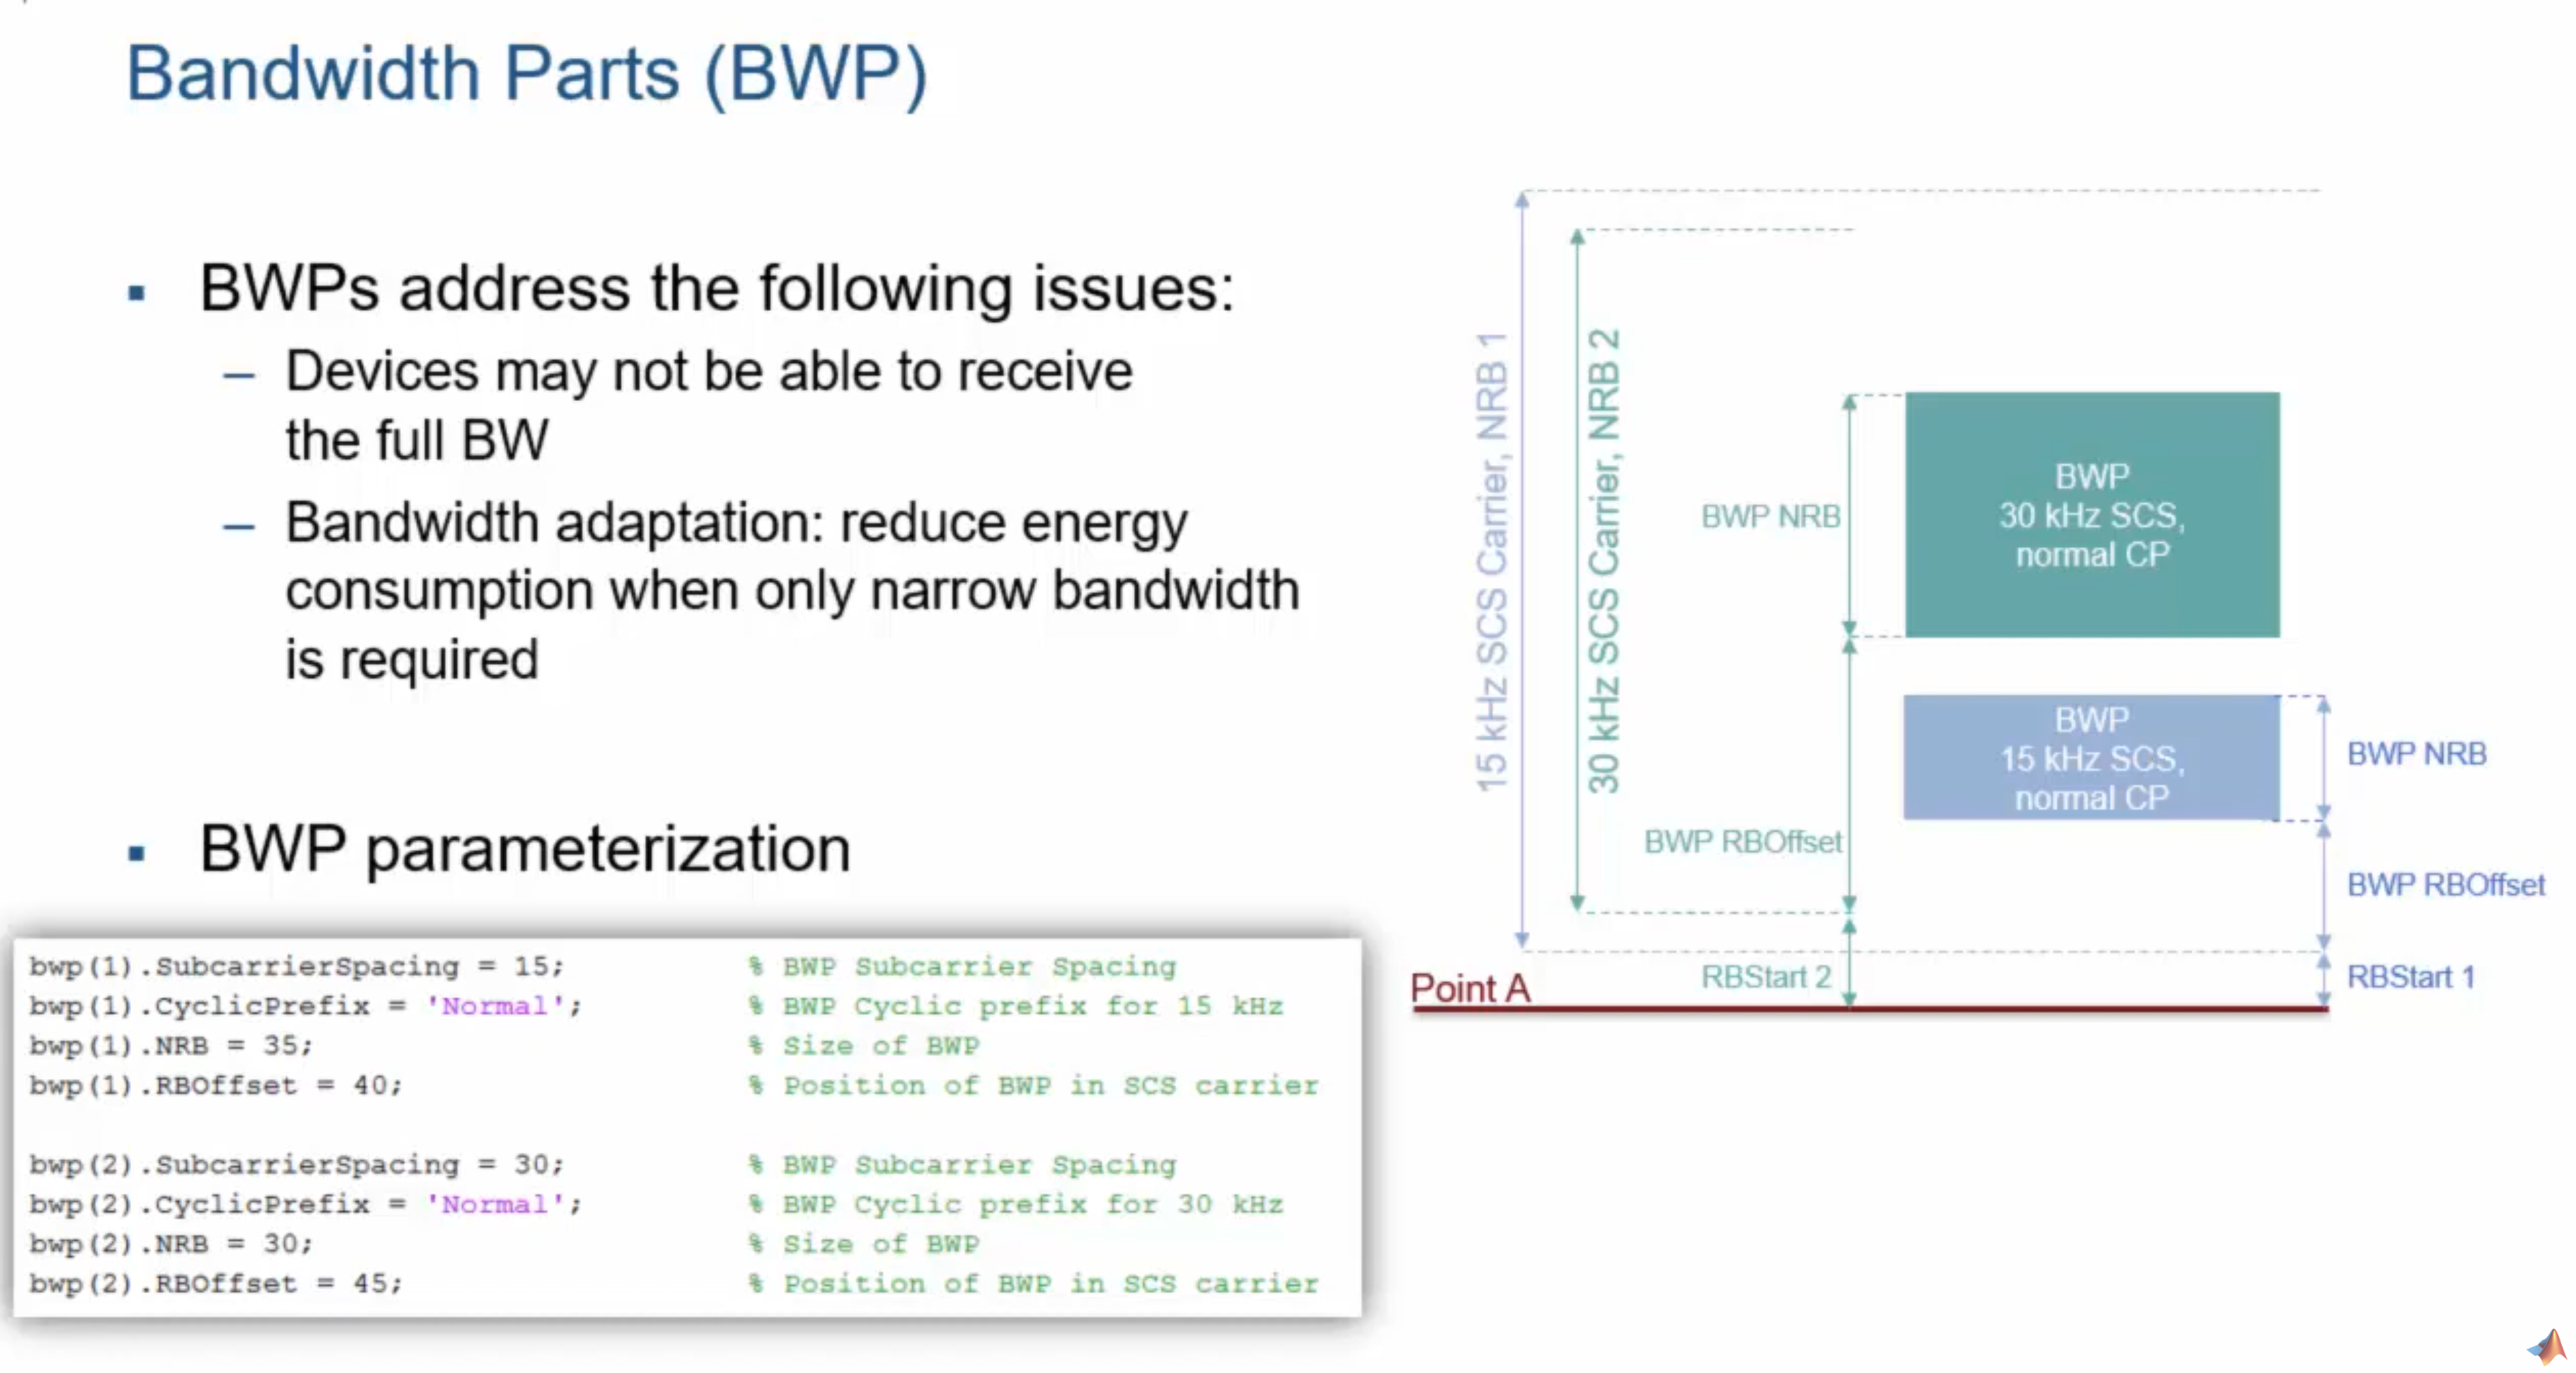 Bandwidth Parts (BWP)
▪ BWPs address the following issues:
– Devices may not be able to receive
the full BW
– Bandwidth adaptation: reduce energy
consumption when only narrow bandwidth
is required
▪ BWP parameterization
bwp(1).SubcarrierSpacing = 15; % BWP Subcarrier Spacing
bwp(1).CyclicPrefix = 'Normal'; % BWP Cyclic prefix for 15 kHz
bwp(1).NRB = 35; % Size of BWP
bwp(1).RBOffset = 40; % Position of BWP in SCS carrier
bwp(2).SubcarrierSpacing = 30; % BWP Subcarrier Spacing
bwp(2).CyclicPrefix = 'Normal'; % BWP Cyclic prefix for 30 kHz
bwp(2).NRB = 30; % Size of BWP
bwp(2).RBOffset = 45; % Position of BWP in SCS carrier
15 kHz SCS Carrier, NRB 1
30 kHz SCS Carrier, NRB 2
BWP NRB
BWP
30 kHz SCS,
normal CP
BWP
15 kHz SCS,
normal CP
BWP NRB
BWP RBOffset
BWP RBOffset
Point A
RBStart 2
RBStart 1